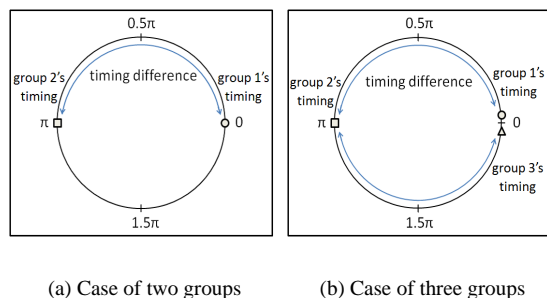 0.5π
group 2's
timing
timing difference
group 1's
timing
π
0
1.5π
(a) Case of two groups
0.5π
group 2's
timing
timing difference
group 1's
timing
π
0
group 3's
timing
1.5π
(b) Case of three groups